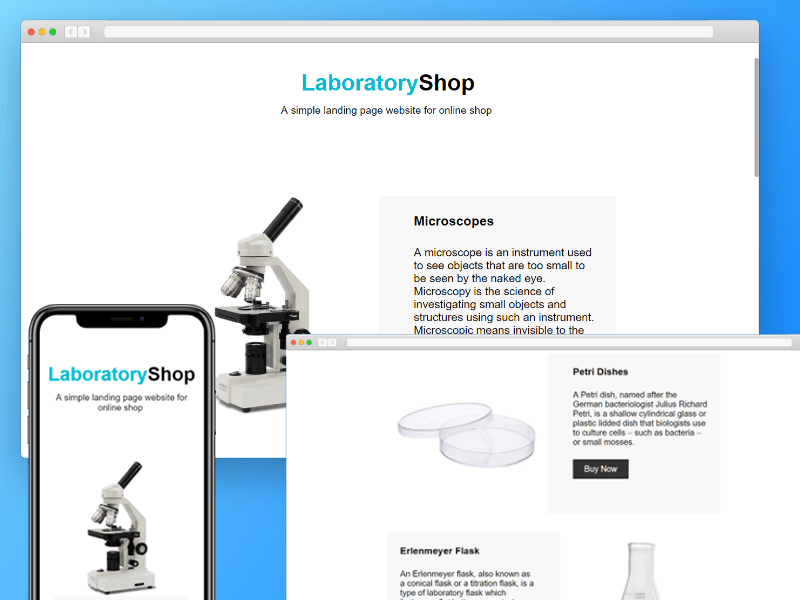 LaboratoryShop
A simple landing page website for online shop
Microscopes
A microscope is an instrument used
to see objects that are too small to
be seen by the naked eye.
Microscopy is the science of
investigating small objects and
structures using such an instrument.
Microscopic means invisible to the
LaboratoryShop
A simple landing page website for
online shop
Petri Dishes
A Petri dish, named after the
German bacteriologist Julius Richard
Petri, is a shallow cylindrical glass or
plastic lidded dish that biologists use
to culture cells – such as bacteria –
or small mosses.
Buy Now
Erlenmeyer Flask
An Erlenmeyer flask, also known as
a conical flask or a titration flask, is a
type of laboratory flask which